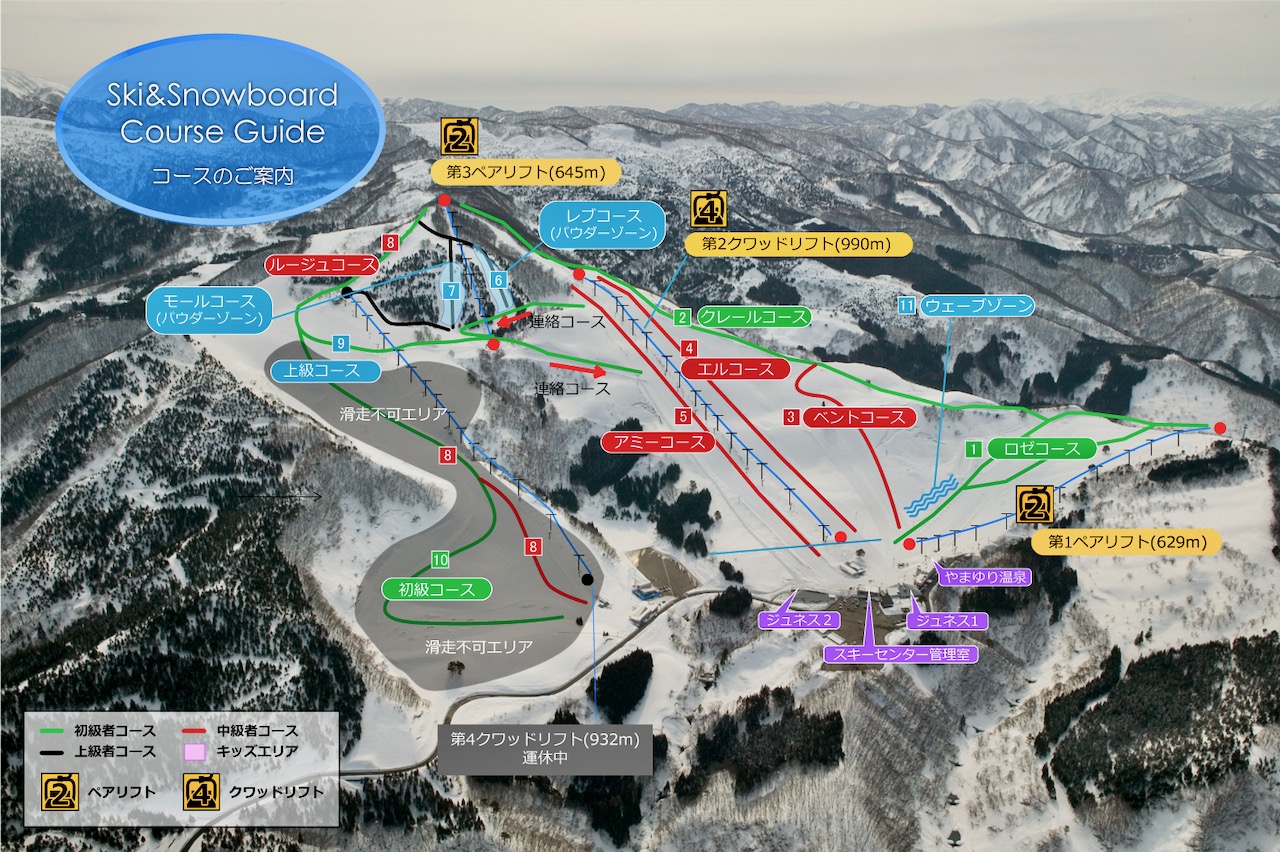 Ski&Snowboard
Course Guide
コースのご案内
2
第3ペアリフト(645m)
4
第2クワッドリフト(990m)
レブコース
(パウダーゾーン)
8
ルージュコース
モールコース
(パウダーゾーン)
7
6
連絡コース
2 クレールコース
11 ウェーブゾーン
9
上級コース
4
エルコース
連絡コース
滑走不可エリア
5
アミーコース
3 ベントコース
1 ロゼコース
8
2
第1ペアリフト(629m)
8
10
初級コース
やまゆり温泉
ジュネス2
ジュネス1
スキーセンター管理室
滑走不可エリア
第4クワッドリフト(932m)
運休中
初級者コース
中級者コース
上級者コース
キッズエリア
2 ペアリフト
4 クワッドリフト